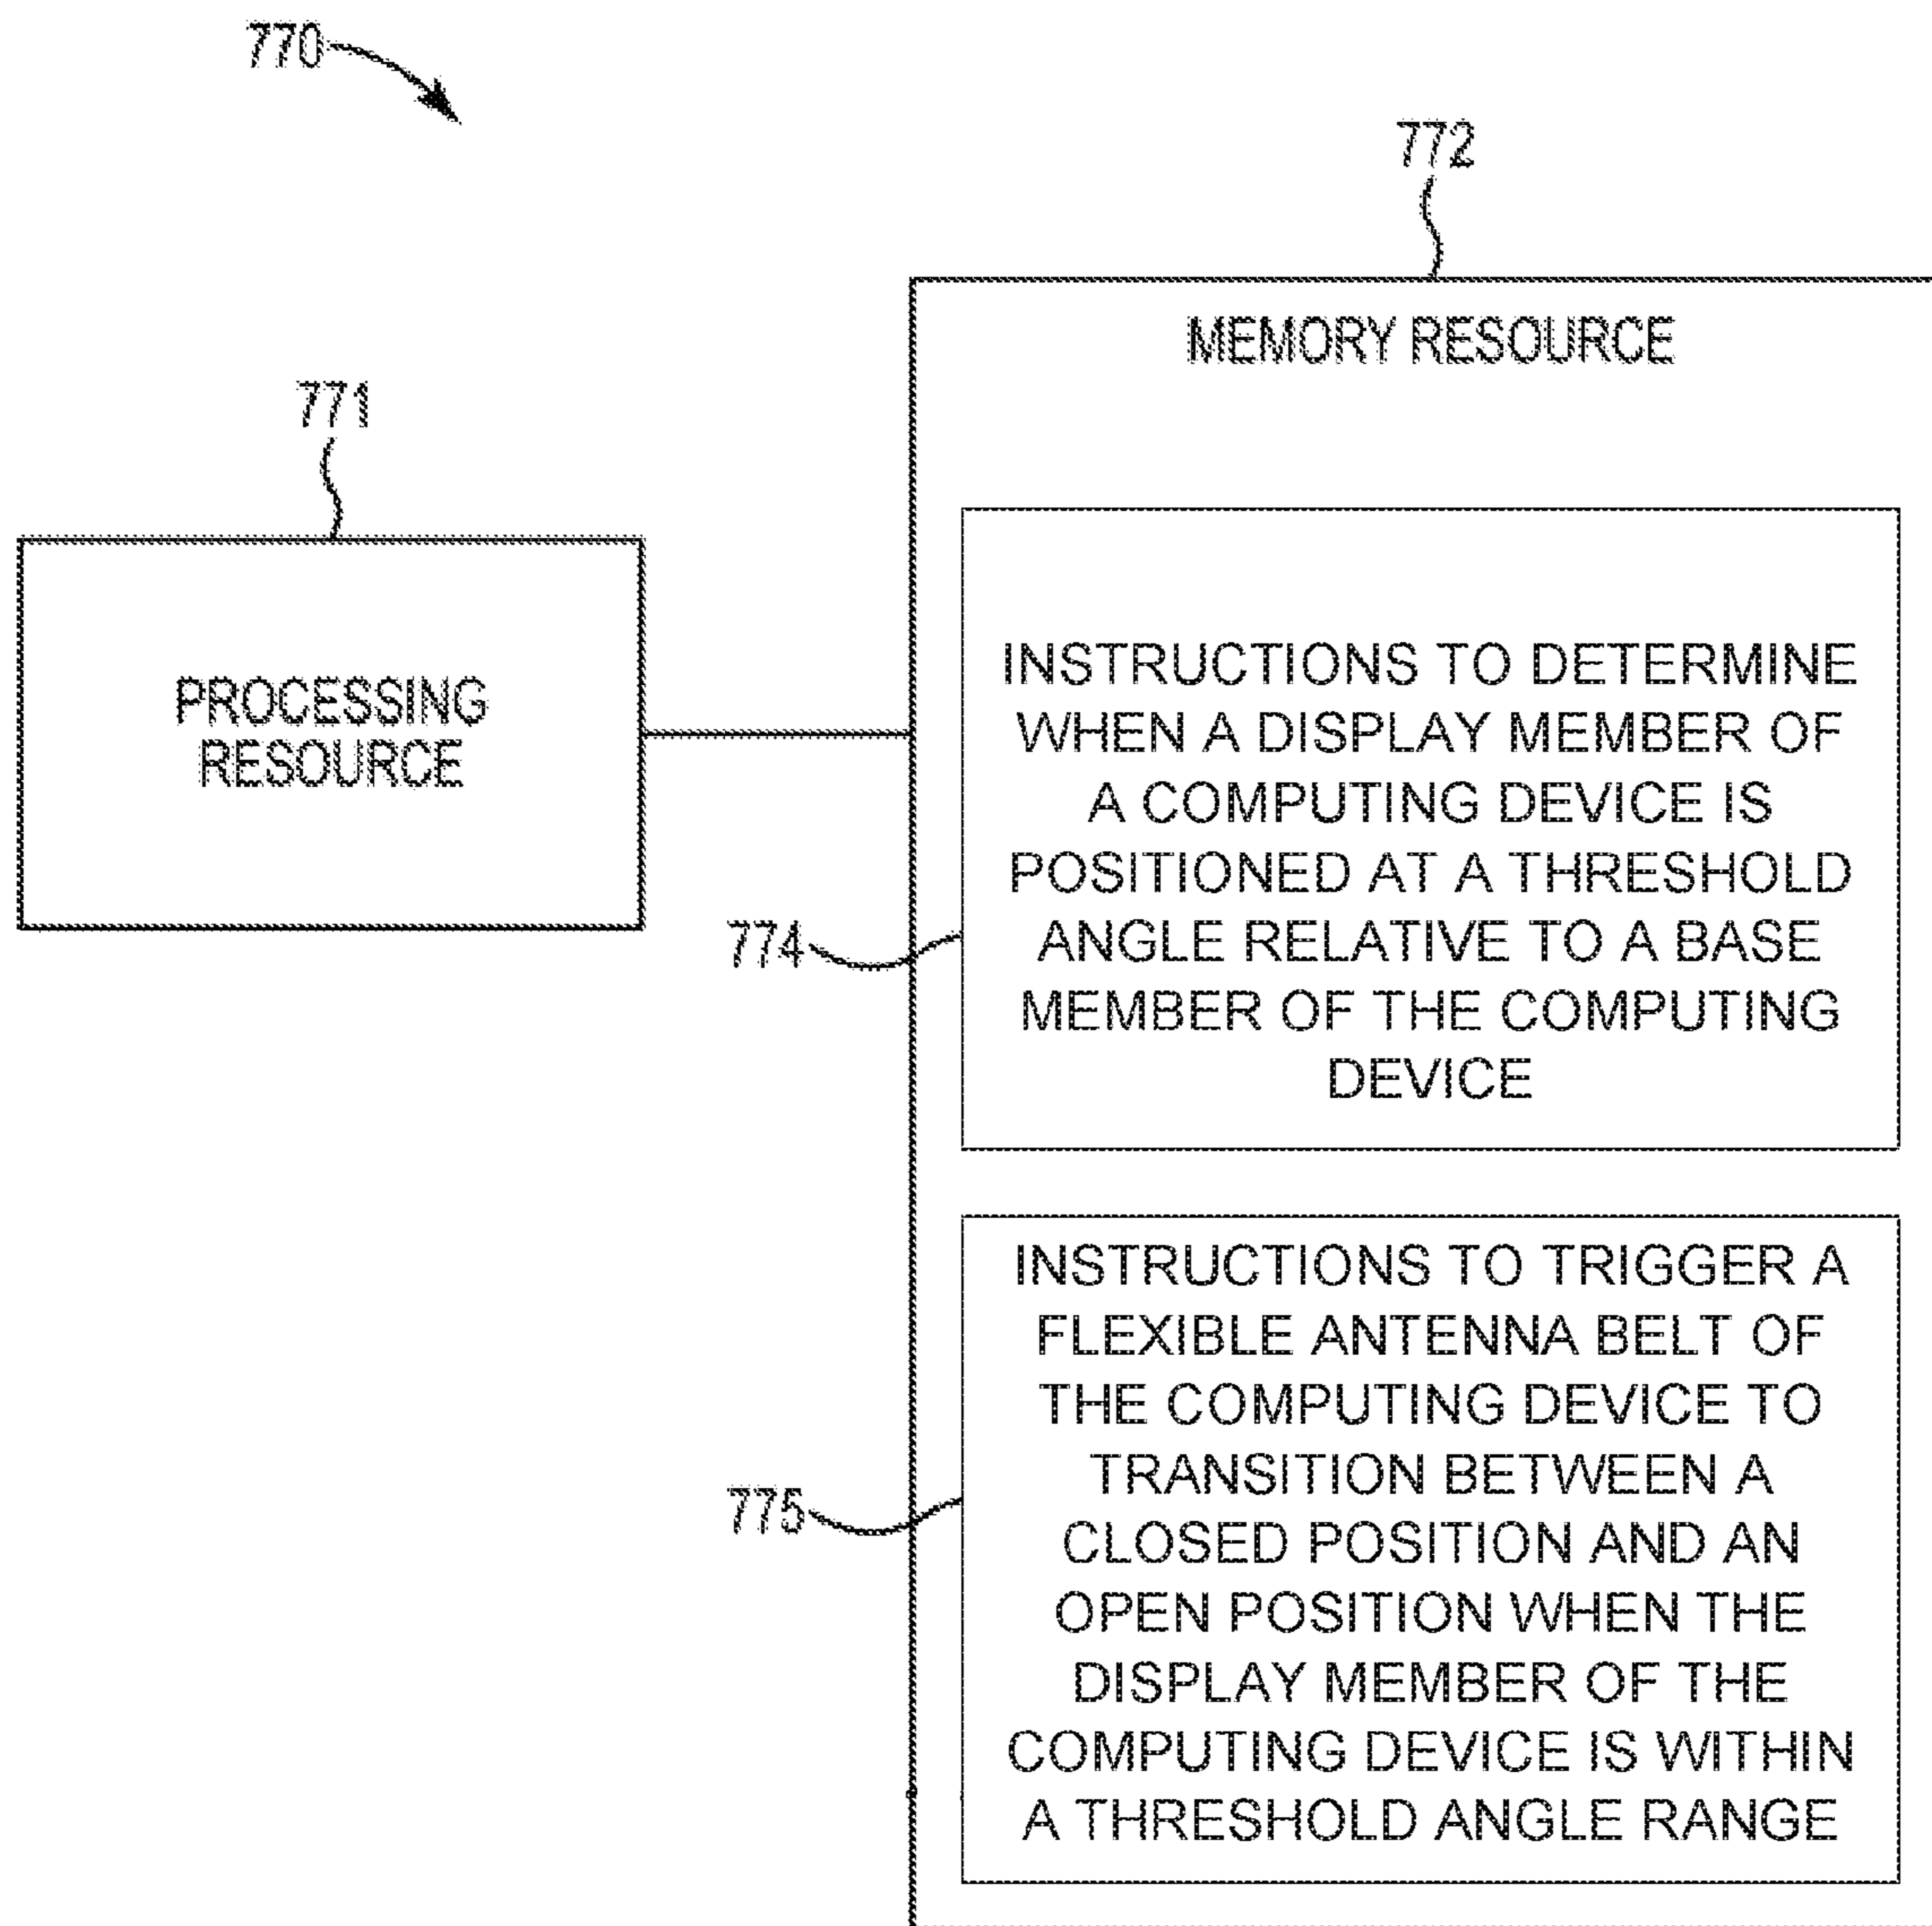 770
772
MEMORY RESOURCE
771
PROCESSING
RESOURCE
INSTRUCTIONS TO DETERMINE
WHEN A DISPLAY MEMBER OF
A COMPUTING DEVICE IS
POSITIONED AT A THRESHOLD
ANGLE RELATIVE TO A BASE
MEMBER OF THE COMPUTING
DEVICE
774
INSTRUCTIONS TO TRIGGER A
FLEXIBLE ANTENNA BELT OF
THE COMPUTING DEVICE TO
TRANSITION BETWEEN A
CLOSED POSITION AND AN
OPEN POSITION WHEN THE
DISPLAY MEMBER OF THE
COMPUTING DEVICE IS WITHIN
A THRESHOLD ANGLE RANGE
775